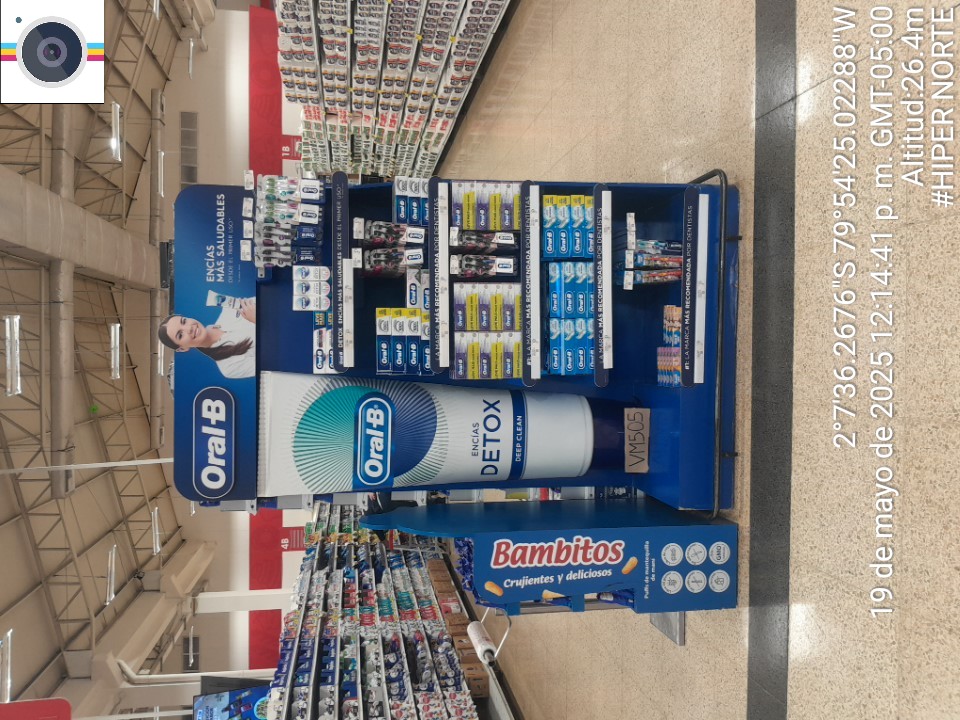 Oral-B
ENCÍAS
MÁS SALUDABLES
DESDE EL PRIMER USO*
4B
1B
DETOX ENCÍAS MÁS SALUDABLES DESDE EL PRIMER USO*
Oral-B
ENCÍAS
DETOX
DEEP CLEAN
LA MARCA MÁS RECOMENDADA POR DENTISTAS
#1: LA MARCA MÁS RECOMENDADA POR DENTISTAS
LA MARCA MÁS RECOMENDADA POR DENTISTAS
#1: LA MARCA MÁS RECOMENDADA POR DENTISTAS
VM505
Bambitos
Crujientes y deliciosos
Puffs de mantequilla
de maní
GMO
2°7'36.2676"S 79°54'25.02288"W
19 de mayo de 2025 12:14:41 p. m. GMT-05:00
Altitud:26.4m
#HIPER NORTE